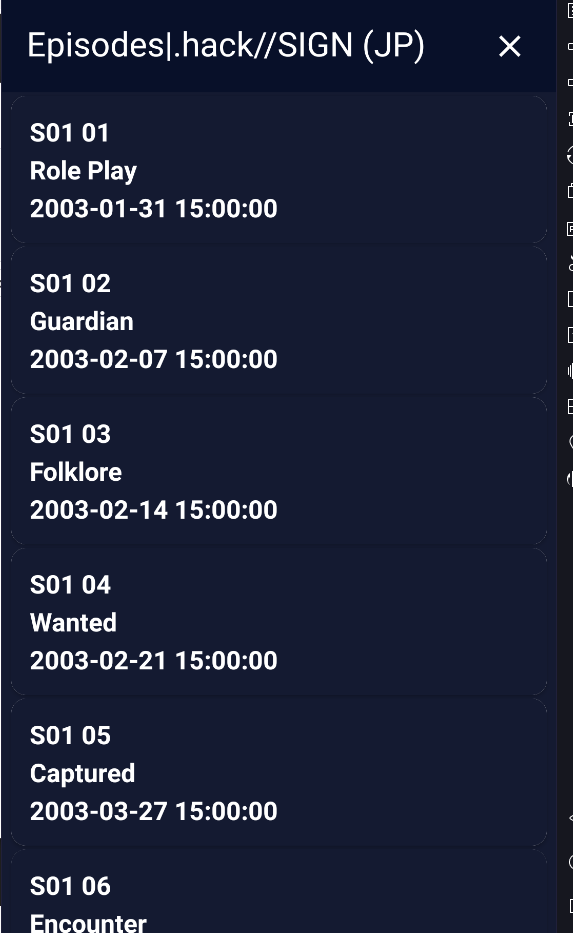 Episodes|.hack//SIGN (JP)
S01 01
Role Play
2003-01-31 15:00:00
S01 02
Guardian
2003-02-07 15:00:00
S01 03
Folklore
2003-02-14 15:00:00
S01 04
Wanted
2003-02-21 15:00:00
S01 05
Captured
2003-03-27 15:00:00
S01 06
Encounter